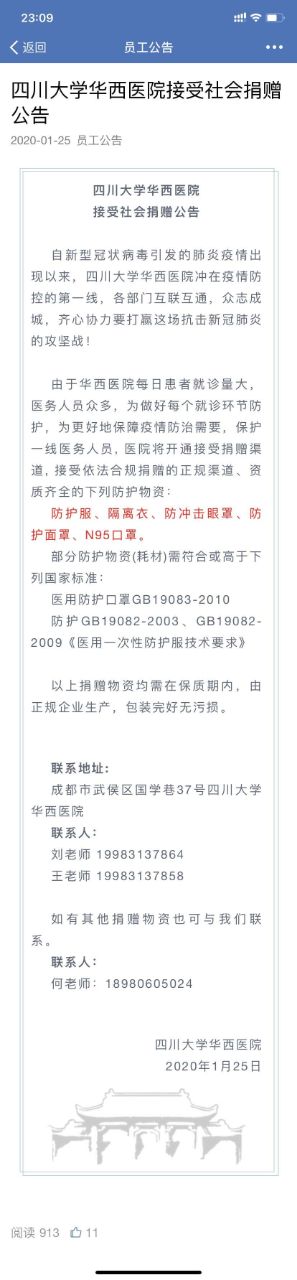 23:09
返回
员工公告
四川大学华西医院接受社会捐赠
公告
2020-01-25 员工公告
四川大学华西医院
接受社会捐赠公告
自新型冠状病毒引发的肺炎疫情出
现以来，四川大学华西医院冲在疫情防
控的第一线，各部门互联互通，众志成
城，齐心协力要打赢这场抗击新冠肺炎
的攻坚战！
由于华西医院每日患者就诊量大，
医务人员众多，为做好每个就诊环节防
护，为更好地保障疫情防治需要，保护
一线医务人员，医院将开通接受捐赠渠
道，接受依法合规捐赠的正规渠道、资
质齐全的下列防护物资：
防护服、隔离衣、防冲击眼罩、防
护面罩、N95口罩。
部分防护物资(耗材)需符合或高于下
列国家标准：
医用防护口罩GB19083-2010
防护GB19082-2003、GB19082-
2009《医用一次性防护服技术要求》
以上捐赠物资均需在保质期内，由
正规企业生产，包装完好无污损。
联系地址：
成都市武侯区国学巷37号四川大学
华西医院
联系人：
刘老师 19983137864
王老师 19983137858
如有其他捐赠物资也可与我们联
系。
联系人：
何老师：18980605024
四川大学华西医院
2020年1月25日
阅读 913 11